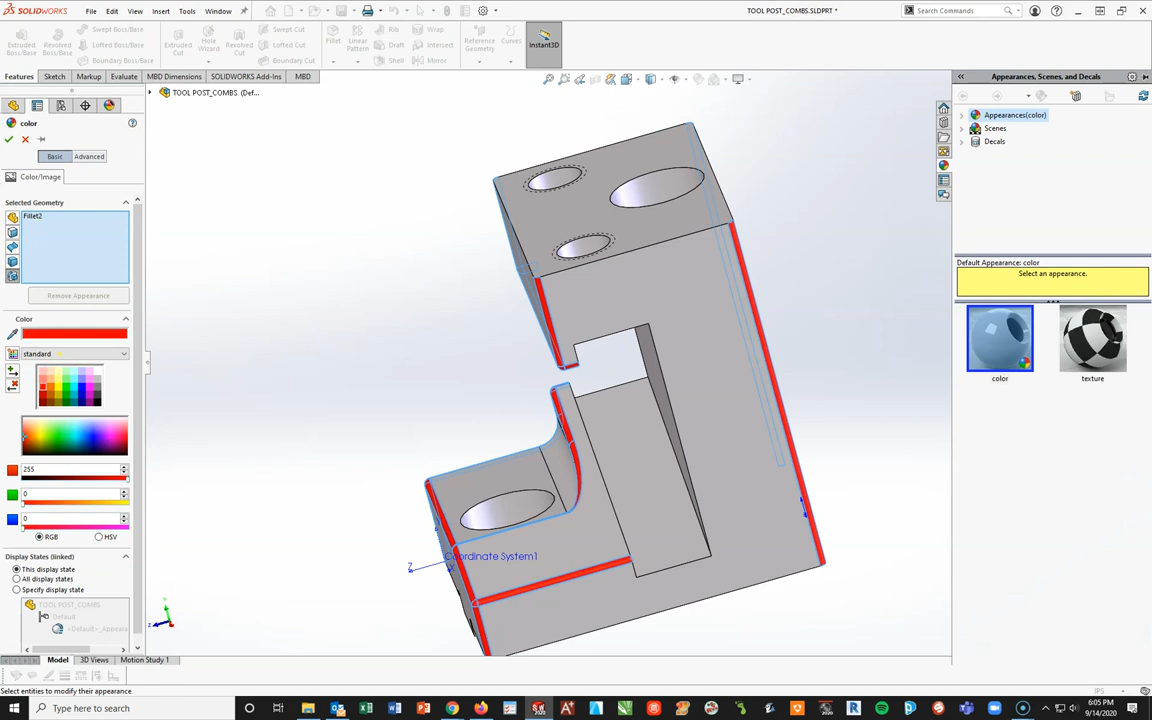 SOLIDWORKS File Edit View Insert Tools Window TOOL POST_COMBS.SLDPRT * Search Commands
Extruded Boss/Base Revolved Boss/Base Swept Boss/Base Lofted Boss/Base Boundary Boss/Base Extruded Cut Hole Wizard Revolved Cut Swept Cut Lofted Cut Boundary Cut Fillet Linear Pattern Rib Draft Shell Wrap Intersect Mirror Reference Geometry Curves Instant3D
Features Sketch Markup Evaluate MBD Dimensions SOLIDWORKS Add-Ins MBD
TOOL POST_COMBS (Def...
color
Basic Advanced
Color/Image
Selected Geometry
Fillet2
Remove Appearance
Color
standard
255
0
0
RGB HSV
Display States (linked)
This display state
All display states
Specify display state
TOOL POST_COMBS
Default
<Default>_Appeara
Coordinate System1
Z
X
Appearances, Scenes, and Decals
Appearances(color)
Scenes
Decals
Default Appearance: color
Select an appearance.
color texture
Model 3D Views Motion Study 1
Select entities to modify their appearance IPS
Type here to search
6:05 PM
9/14/2020